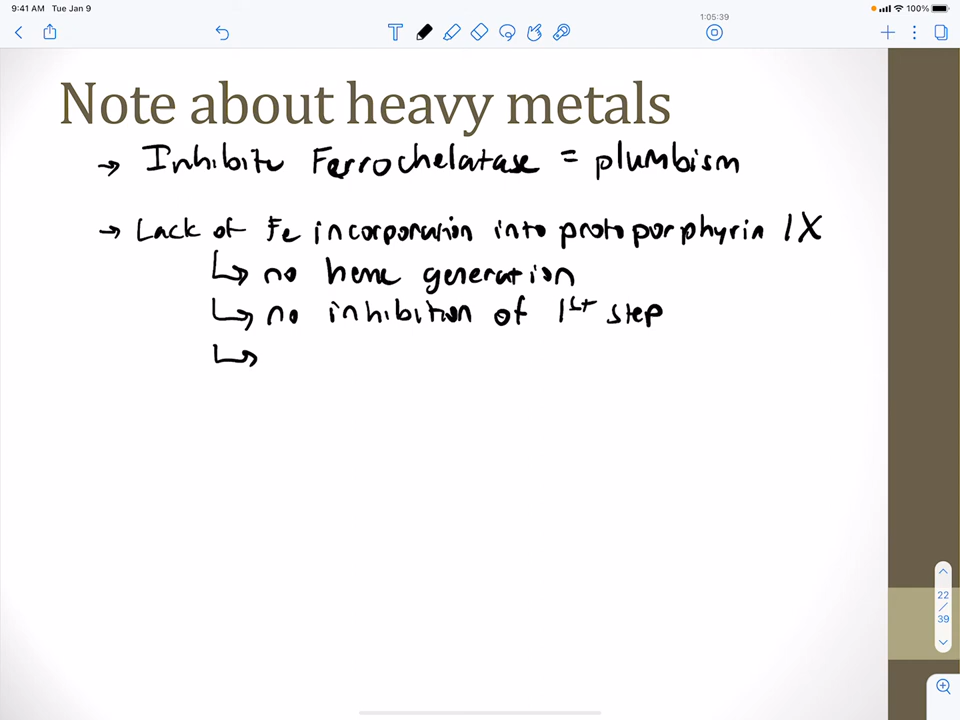 9:41 AM Tue Jan 9
100%
1:05:39
Note about heavy metals
→ Inhibits Ferrochelatase = plumbism
→ Lack of Fe incorporation into protoporphyrin IX
↳ no heme generation
↳ no inhibition of 1st step
↳
22
/
39